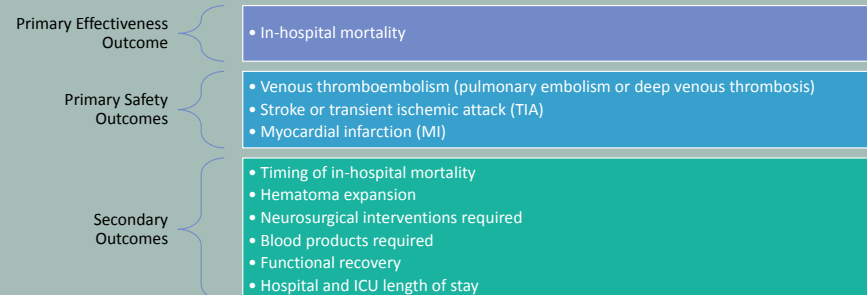 Primary Effectiveness
Outcome
• In-hospital mortality
Primary Safety
Outcomes
• Venous thromboembolism (pulmonary embolism or deep venous thrombosis)
• Stroke or transient ischemic attack (TIA)
• Myocardial infarction (MI)
Secondary
Outcomes
• Timing of in-hospital mortality
• Hematoma expansion
• Neurosurgical interventions required
• Blood products required
• Functional recovery
• Hospital and ICU length of stay